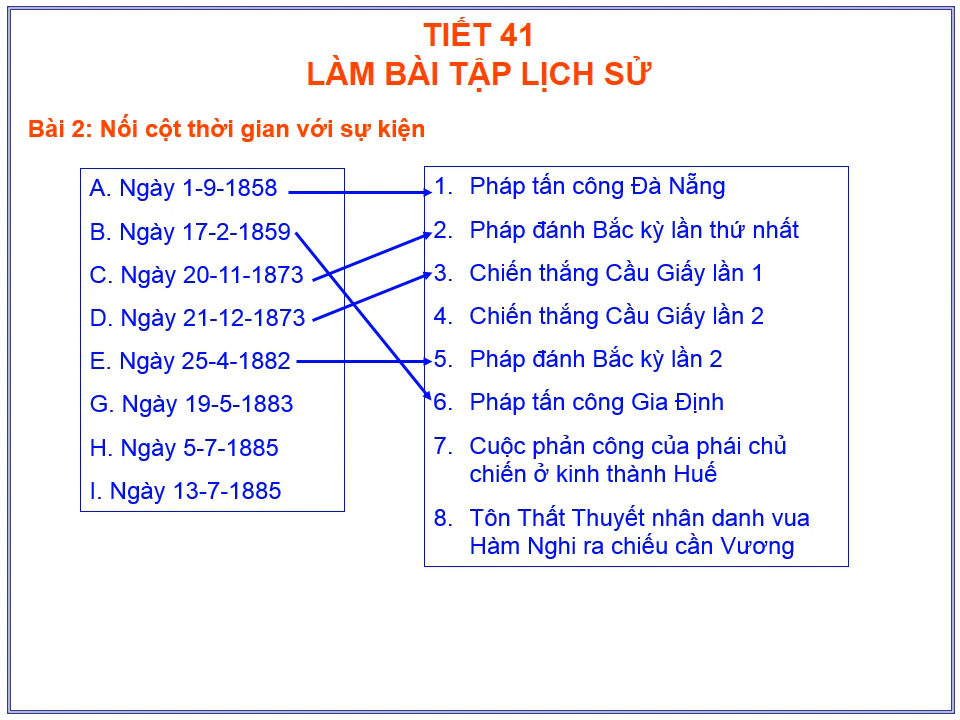 TIẾT 41
LÀM BÀI TẬP LỊCH SỬ
Bài 2: Nối cột thời gian với sự kiện
A. Ngày 1-9-1858
B. Ngày 17-2-1859
C. Ngày 20-11-1873
D. Ngày 21-12-1873
E. Ngày 25-4-1882
G. Ngày 19-5-1883
H. Ngày 5-7-1885
I. Ngày 13-7-1885
1. Pháp tấn công Đà Nẵng
2. Pháp đánh Bắc kỳ lần thứ nhất
3. Chiến thắng Cầu Giấy lần 1
4. Chiến thắng Cầu Giấy lần 2
5. Pháp đánh Bắc kỳ lần 2
6. Pháp tấn công Gia Định
7. Cuộc phản công của phái chủ
chiến ở kinh thành Huế
8. Tôn Thất Thuyết nhân danh vua
Hàm Nghi ra chiếu cần Vương